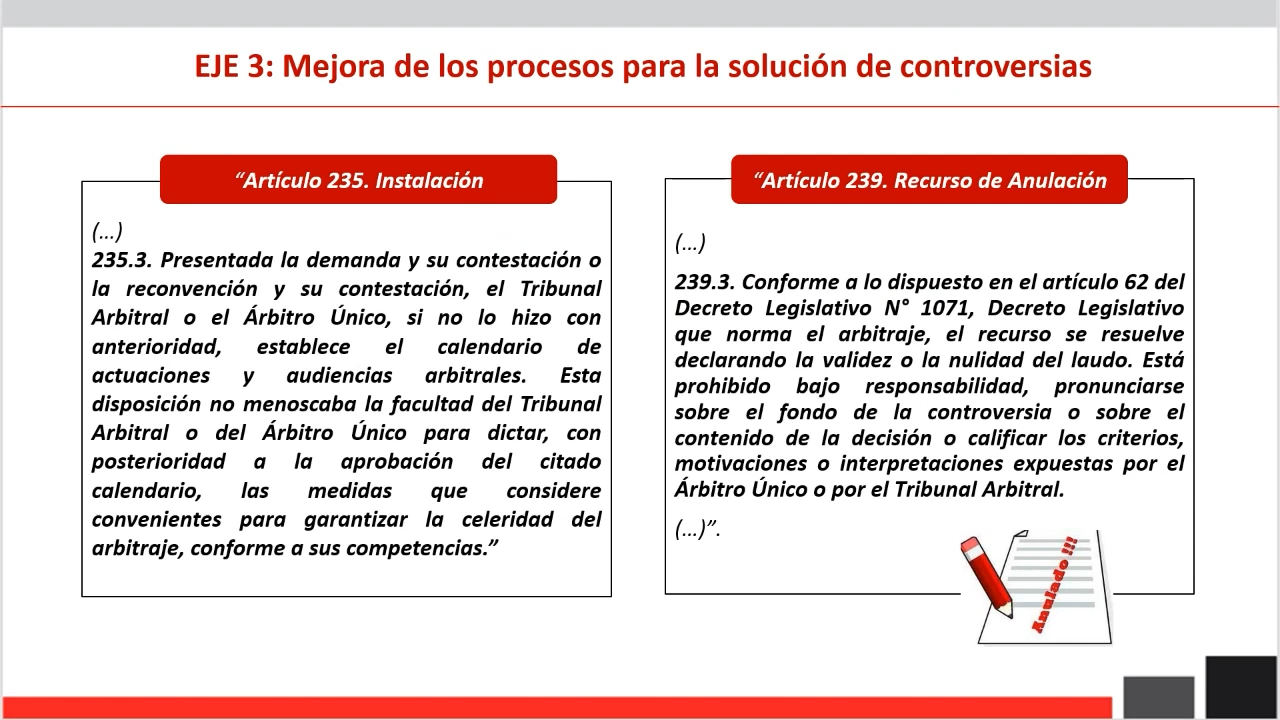 EJE 3: Mejora de los procesos para la solución de controversias
“Artículo 235. Instalación
(...)
235.3. Presentada la demanda y su contestación o
la reconvención y su contestación, el Tribunal
Arbitral o el Árbitro Único, si no lo hizo con
anterioridad, establece el calendario de
actuaciones y audiencias arbitrales. Esta
disposición no menoscaba la facultad del Tribunal
Arbitral o del Árbitro Único para dictar, con
posterioridad a la aprobación del citado
calendario, las medidas que considere
convenientes para garantizar la celeridad del
arbitraje, conforme a sus competencias.”
“Artículo 239. Recurso de Anulación
(...)
239.3. Conforme a lo dispuesto en el artículo 62 del
Decreto Legislativo N° 1071, Decreto Legislativo
que norma el arbitraje, el recurso se resuelve
declarando la validez o la nulidad del laudo. Está
prohibido bajo responsabilidad, pronunciarse
sobre el fondo de la controversia o sobre el
contenido de la decisión o calificar los criterios,
motivaciones o interpretaciones expuestas por el
Árbitro Único o por el Tribunal Arbitral.
(...)”.
Anulado !!!